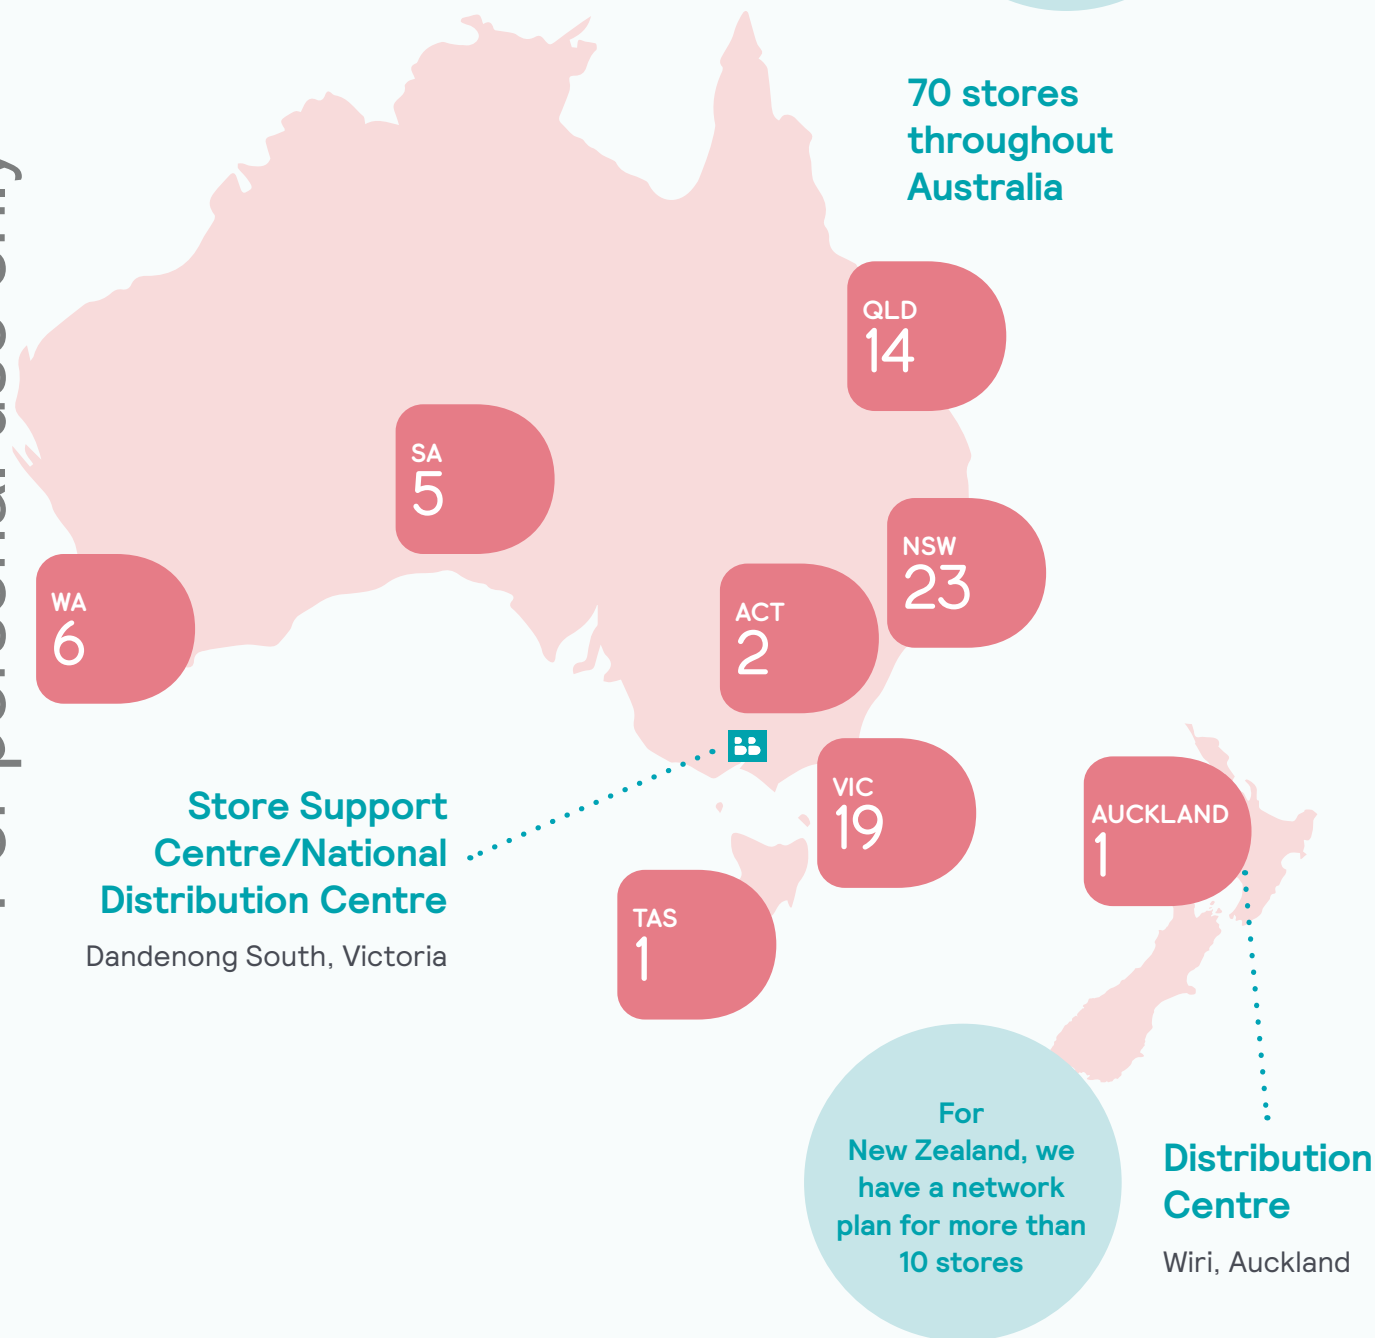 70 stores
throughout
Australia
QLD
14
SA
5
NSW
23
WA
6
ACT
2
VIC
19
AUCKLAND
1
TAS
1
Store Support
Centre/National
Distribution Centre
Dandenong South, Victoria
For
New Zealand, we
have a network
plan for more than
10 stores
Distribution
Centre
Wiri, Auckland